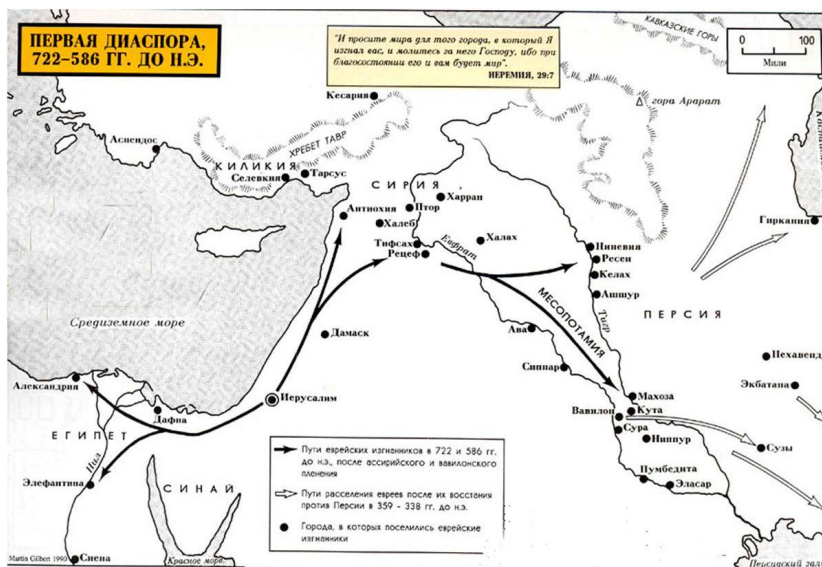 ПЕРВАЯ ДИАСПОРА,
722–586 ГГ. ДО Н.Э.
"И просите мира для того города, в который Я
изгнал вас, и молитесь за него Господу, ибо при
благосостоянии его и вам будет мир".
ИЕРЕМИЯ, 29:7
КАВКАЗСКИЕ ГОРЫ
0 100
Мили
Кесария
гора Арарат
Аспендос
ХРЕБЕТ ТАВР
КИЛИКИЯ
Селевкия
Тарсус
СИРИЯ
Харран
Птор
Антиохия
Халеб
Гиркания
Тифсах
Евфрат
Халах
Ниневия
Рецеф
Ресен
Келах
Ашшур
МЕСОПОТАМИЯ
ПЕРСИЯ
Тигр
Средиземное море
Дамаск
Ава
Сиппар
Нехавенд
Экбатана
Александрия
Иерусалим
Дафна
Махоза
Вавилон
Кута
Сура
Ниппур
Сузы
ЕГИПЕТ
Нил
Пумбедита
Эласар
Элефантина
СИНАЙ
Пути еврейских изгнанников в 722 и 586 гг.
до н.э., после ассирийского и вавилонского
пленения
Пути расселения евреев после их восстания
против Персии в 359 - 338 гг. до н.э.
Города, в которых поселились еврейские
изгнанники
Martin Gilbert 1990
Сиена
Красное море
Персидский